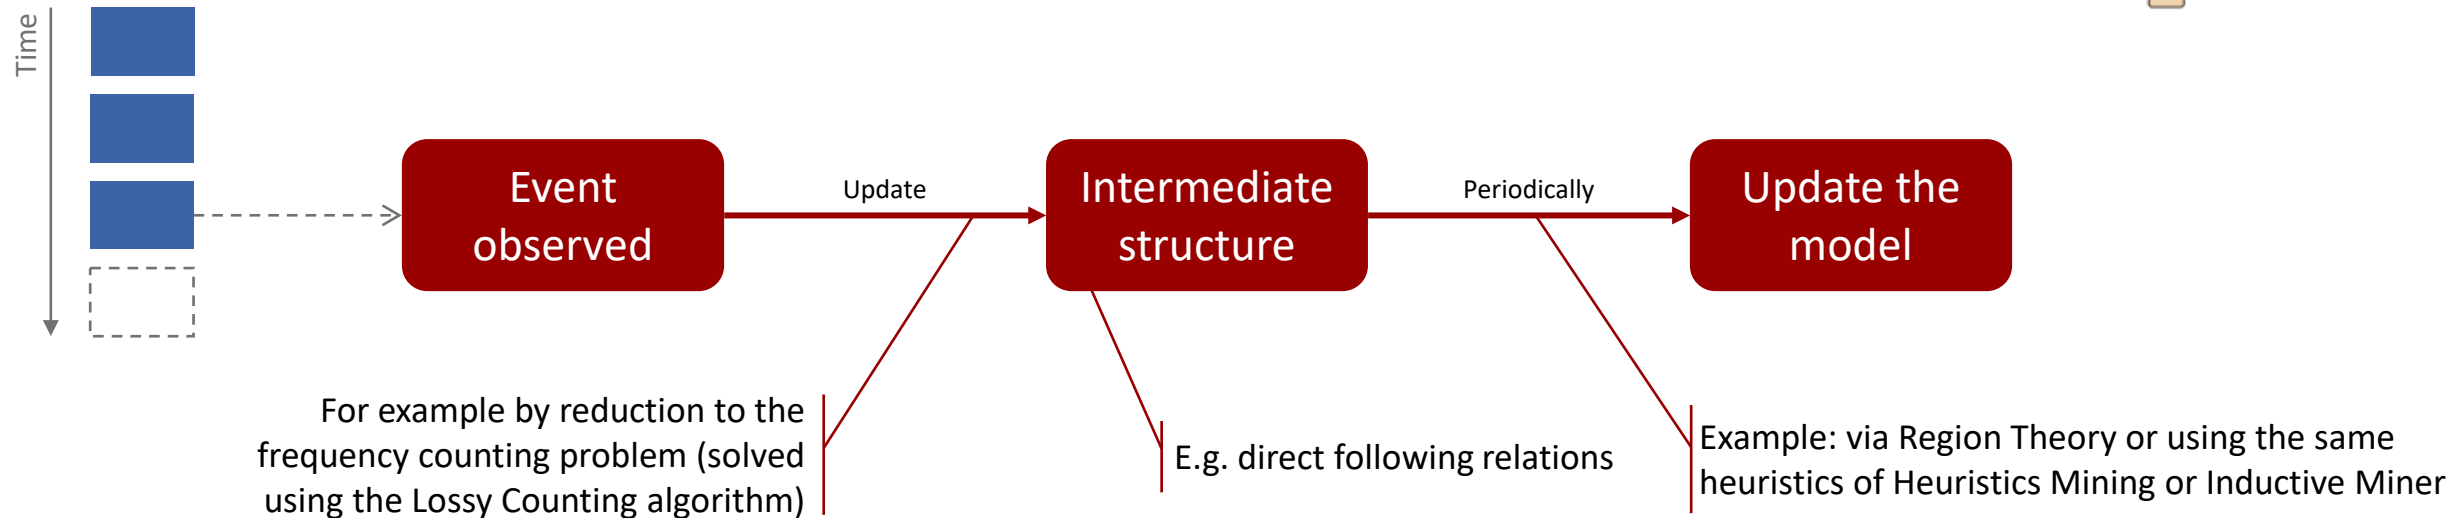 Time
Event
observed
Update
Intermediate
structure
Periodically
Update the
model
For example by reduction to the
frequency counting problem (solved
using the Lossy Counting algorithm)
E.g. direct following relations
Example: via Region Theory or using the same
heuristics of Heuristics Mining or Inductive Miner